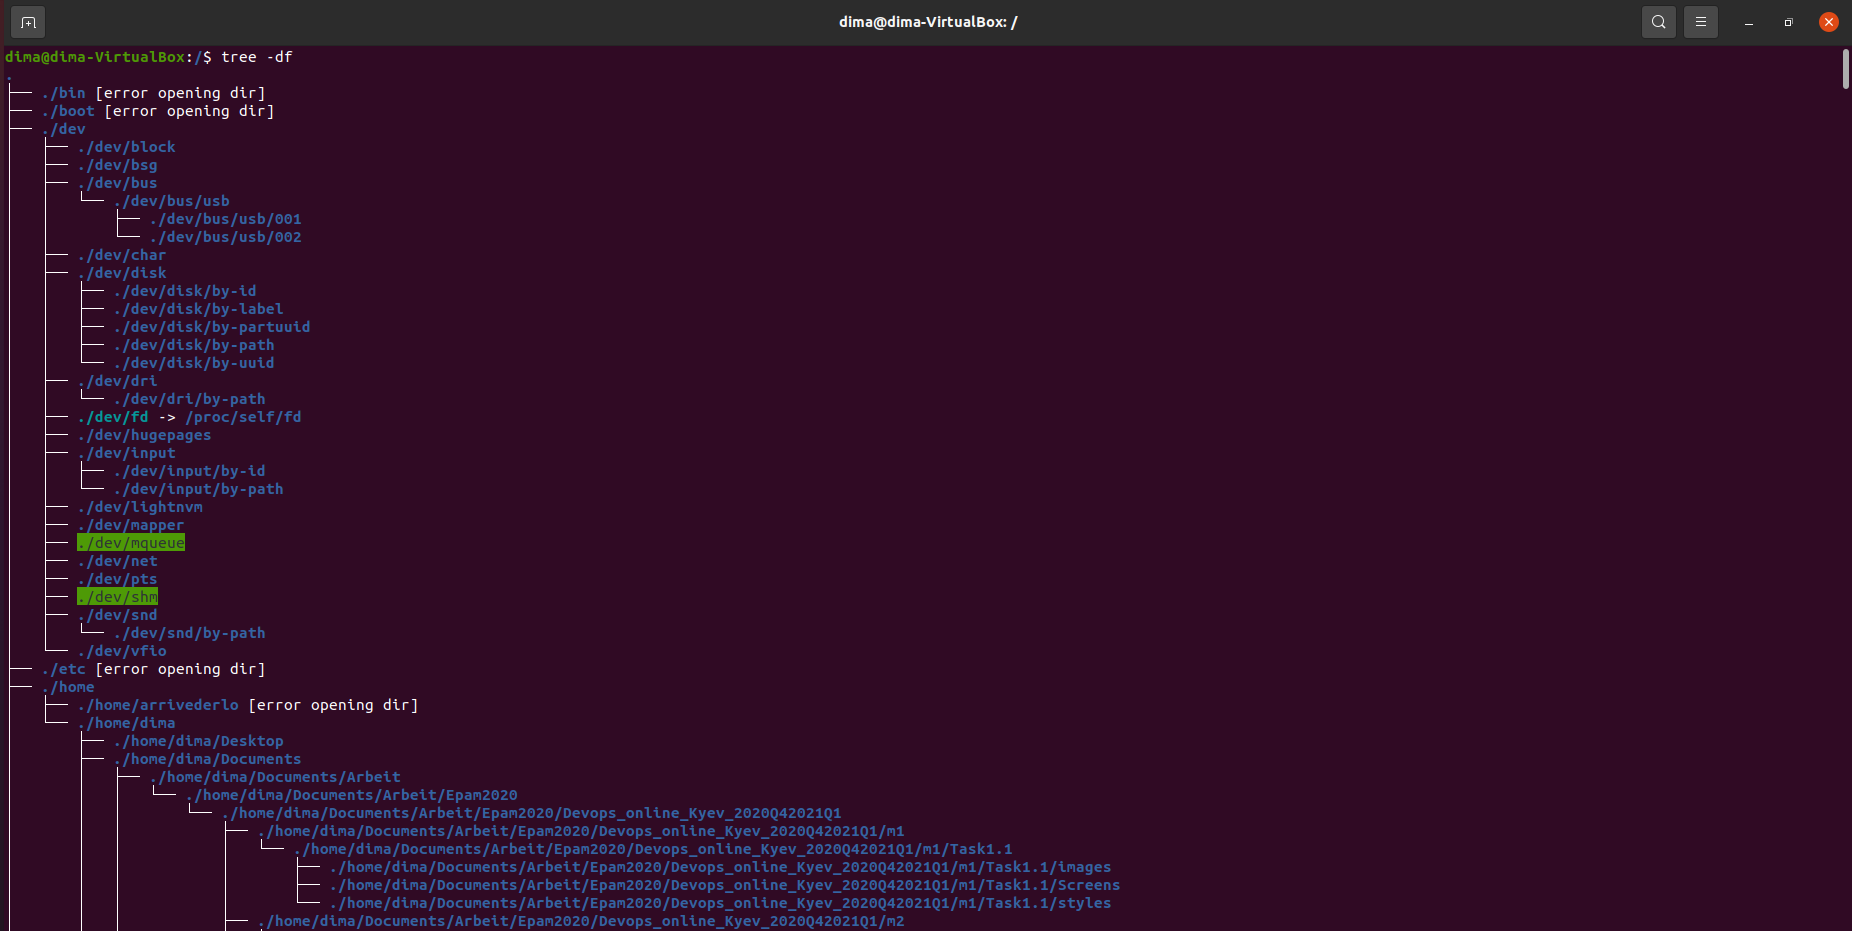 dima@dima-VirtualBox: /
dima@dima-VirtualBox:/$ tree -df
.
├── ./bin [error opening dir]
├── ./boot [error opening dir]
├── ./dev
│   ├── ./dev/block
│   ├── ./dev/bsg
│   ├── ./dev/bus
│   │   └── ./dev/bus/usb
│   │       ├── ./dev/bus/usb/001
│   │       └── ./dev/bus/usb/002
│   ├── ./dev/char
│   ├── ./dev/disk
│   │   ├── ./dev/disk/by-id
│   │   ├── ./dev/disk/by-label
│   │   ├── ./dev/disk/by-partuuid
│   │   ├── ./dev/disk/by-path
│   │   └── ./dev/disk/by-uuid
│   ├── ./dev/dri
│   │   └── ./dev/dri/by-path
│   ├── ./dev/fd -> /proc/self/fd
│   ├── ./dev/hugepages
│   ├── ./dev/input
│   │   ├── ./dev/input/by-id
│   │   └── ./dev/input/by-path
│   ├── ./dev/lightnvm
│   ├── ./dev/mapper
│   ├── ./dev/mqueue
│   ├── ./dev/net
│   ├── ./dev/pts
│   ├── ./dev/shm
│   ├── ./dev/snd
│   │   └── ./dev/snd/by-path
│   └── ./dev/vfio
├── ./etc [error opening dir]
├── ./home
│   ├── ./home/arrivederlo [error opening dir]
│   └── ./home/dima
│       ├── ./home/dima/Desktop
│       ├── ./home/dima/Documents
│       │   ├── ./home/dima/Documents/Arbeit
│       │   │   └── ./home/dima/Documents/Arbeit/Epam2020
│       │   │       └── ./home/dima/Documents/Arbeit/Epam2020/Devops_online_Kyev_2020Q42021Q1
│       │   │           ├── ./home/dima/Documents/Arbeit/Epam2020/Devops_online_Kyev_2020Q42021Q1/m1
│       │   │           │   └── ./home/dima/Documents/Arbeit/Epam2020/Devops_online_Kyev_2020Q42021Q1/m1/Task1.1
│       │   │           │       ├── ./home/dima/Documents/Arbeit/Epam2020/Devops_online_Kyev_2020Q42021Q1/m1/Task1.1/images
│       │   │           │       ├── ./home/dima/Documents/Arbeit/Epam2020/Devops_online_Kyev_2020Q42021Q1/m1/Task1.1/Screens
│       │   │           │       └── ./home/dima/Documents/Arbeit/Epam2020/Devops_online_Kyev_2020Q42021Q1/m1/Task1.1/styles
│       │   │           ├── ./home/dima/Documents/Arbeit/Epam2020/Devops_online_Kyev_2020Q42021Q1/m2